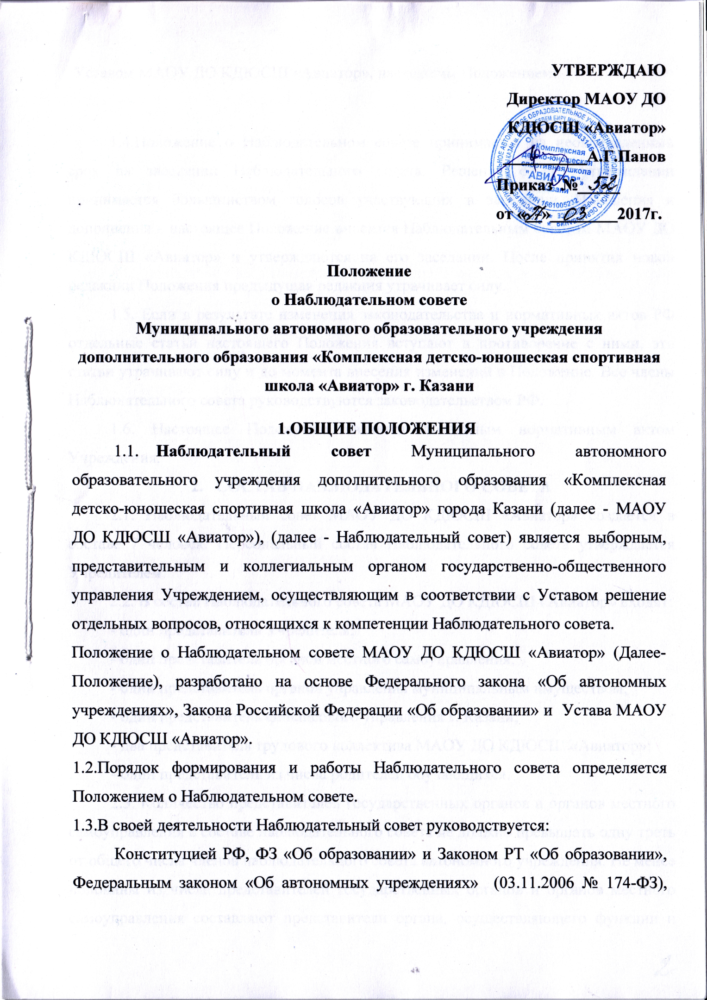 УТВЕРЖДАЮ
Директор МАОУ ДО
КДЮСШ «Авиатор»
А.Г.Панов
Приказ № 52
от «07» 03 2017г.
Комплексная
детско-юношеская
спортивная школа
"АВИАТОР"
Казани
ИНН 1661005232
Положение
о Наблюдательном совете
Муниципального автономного образовательного учреждения
дополнительного образования «Комплексная детско-юношеская спортивная
школа «Авиатор» г. Казани
1.ОБЩИЕ ПОЛОЖЕНИЯ
1.1. Наблюдательный совет Муниципального автономного
образовательного учреждения дополнительного образования «Комплексная
детско-юношеская спортивная школа «Авиатор» города Казани (далее - МАОУ
ДО КДЮСШ «Авиатор»), (далее - Наблюдательный совет) является выборным,
представительным и коллегиальным органом государственно-общественного
управления Учреждением, осуществляющим в соответствии с Уставом решение
отдельных вопросов, относящихся к компетенции Наблюдательного совета.
Положение о Наблюдательном совете МАОУ ДО КДЮСШ «Авиатор» (Далее-
Положение), разработано на основе Федерального закона «Об автономных
учреждениях», Закона Российской Федерации «Об образовании» и Устава МАОУ
ДО КДЮСШ «Авиатор».
1.2.Порядок формирования и работы Наблюдательного совета определяется
Положением о Наблюдательном совете.
1.3.В своей деятельности Наблюдательный совет руководствуется:
Конституцией РФ, ФЗ «Об образовании» и Законом РТ «Об образовании»,
Федеральным законом «Об автономных учреждениях» (03.11.2006 № 174-ФЗ),